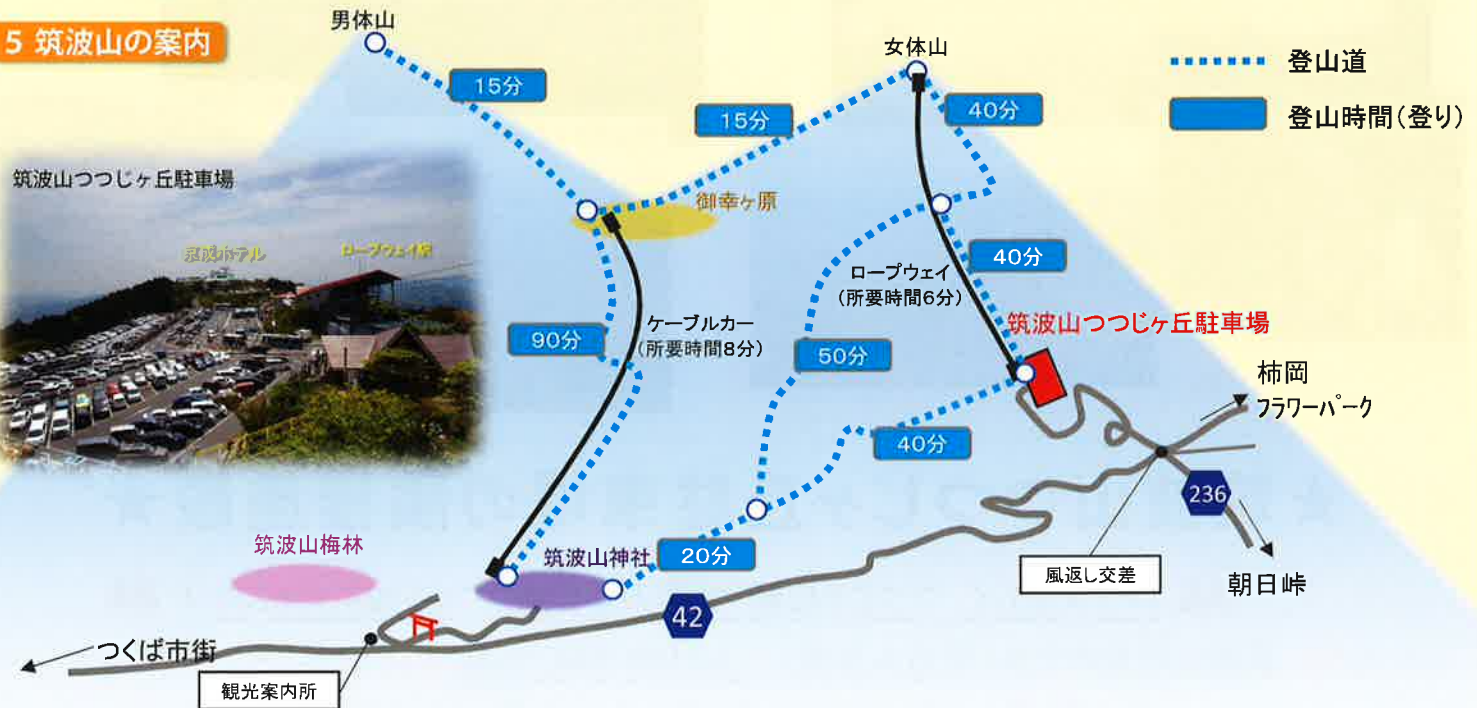 5 筑波山の案内
男体山
女体山
登山道
登山時間(登り)
15分
15分
40分
筑波山つつじヶ丘駐車場
京成ホテル
ロープウェイ駅
御幸ヶ原
40分
ロープウェイ
(所要時間6分)
筑波山つつじヶ丘駐車場
ケーブルカー
(所要時間8分)
90分
50分
柿岡
フラワーパーク
40分
236
筑波山梅林
筑波山神社
20分
風返し交差
朝日峠
42
つくば市街
観光案内所